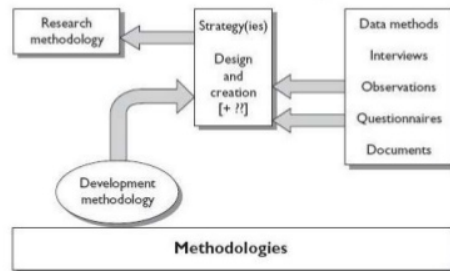 Research
methodology
Strategy(ies)
Design
and
creation
[+ ??]
Data methods
Interviews
Observations
Questionnaires
Documents
Development
methodology
Methodologies